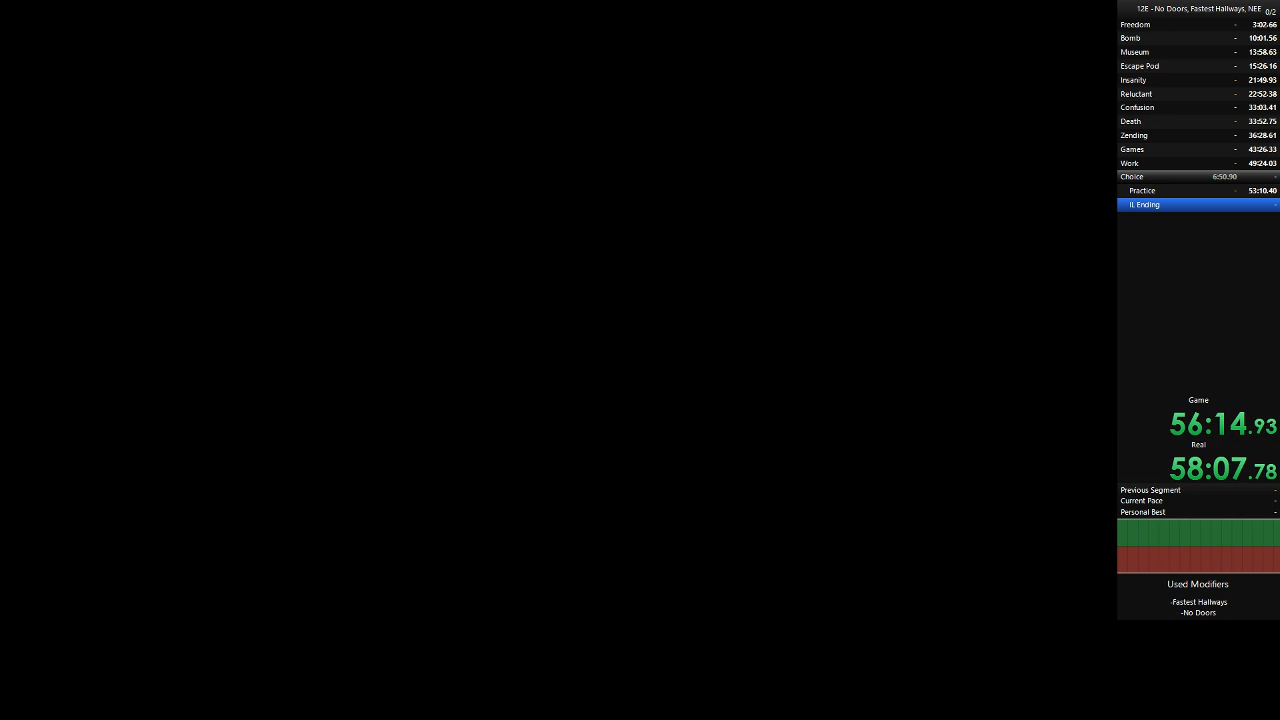 12E - No Doors, Fastest Hallways, NEE 0/2
Freedom - 3:02.66
Bomb - 10:01.56
Museum - 13:58.63
Escape Pod - 15:26.16
Insanity - 21:49.93
Reluctant - 22:52.38
Confusion - 33:03.41
Death - 33:52.75
Zending - 36:28.61
Games - 43:26.33
Work - 49:24.03
Choice 6:50.90 -
Practice - 53:10.40
IL Ending -
Game
56:14.93
Real
58:07.78
Previous Segment -
Current Pace -
Personal Best -
Used Modifiers
-Fastest Hallways
-No Doors